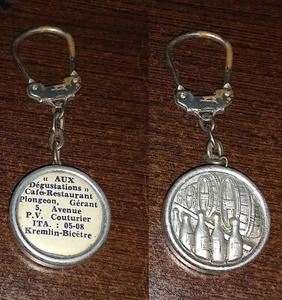 « AUX
Dégustations »
Café-Restaurant
Plongeon, Gérant
5, Avenue
P.V. Couturier
ITA. : 05-08
Kremlin-Bicêtre